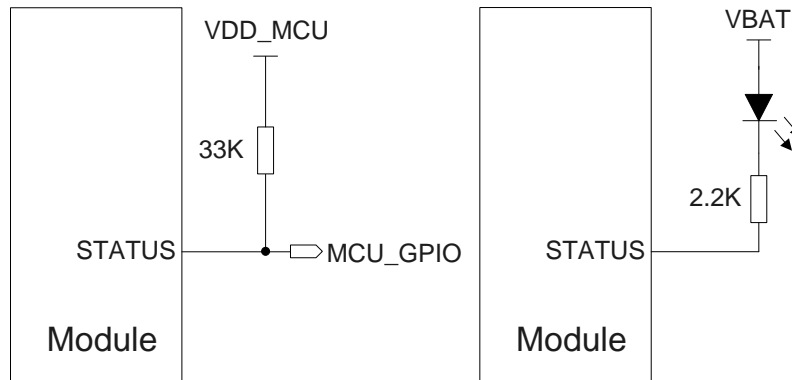 VDD_MCU
33K
STATUS
MCU_GPIO
Module
VBAT
2.2K
STATUS
Module